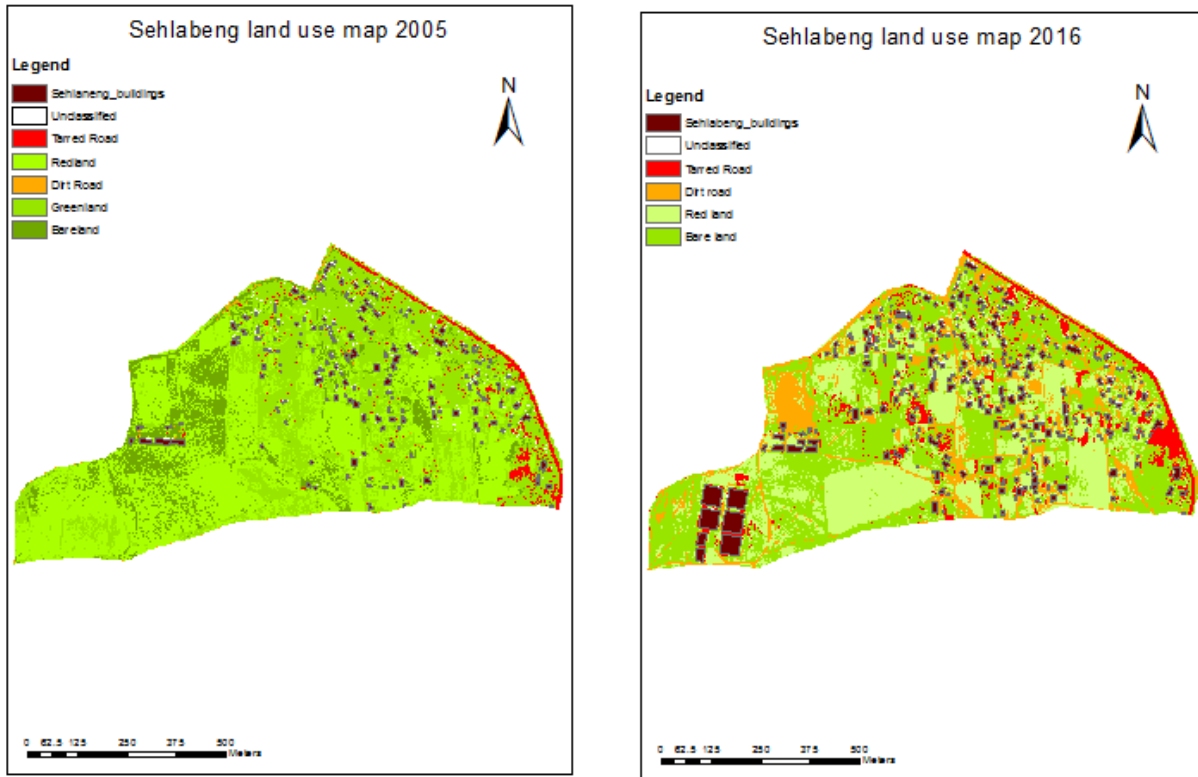 Sehlabeng land use map 2005
Legend
N
Sehlaneng_buildings
Unclassified
Tarred Road
Redland
Dirt Road
Greenland
Bareland
0 62.5 125 250 375 500
Meters
Sehlabeng land use map 2016
Legend
N
Sehlabeng_buildings
Unclassified
Tarred Road
Dirt road
Red land
Bare land
0 62.5 125 250 375 500
Meters